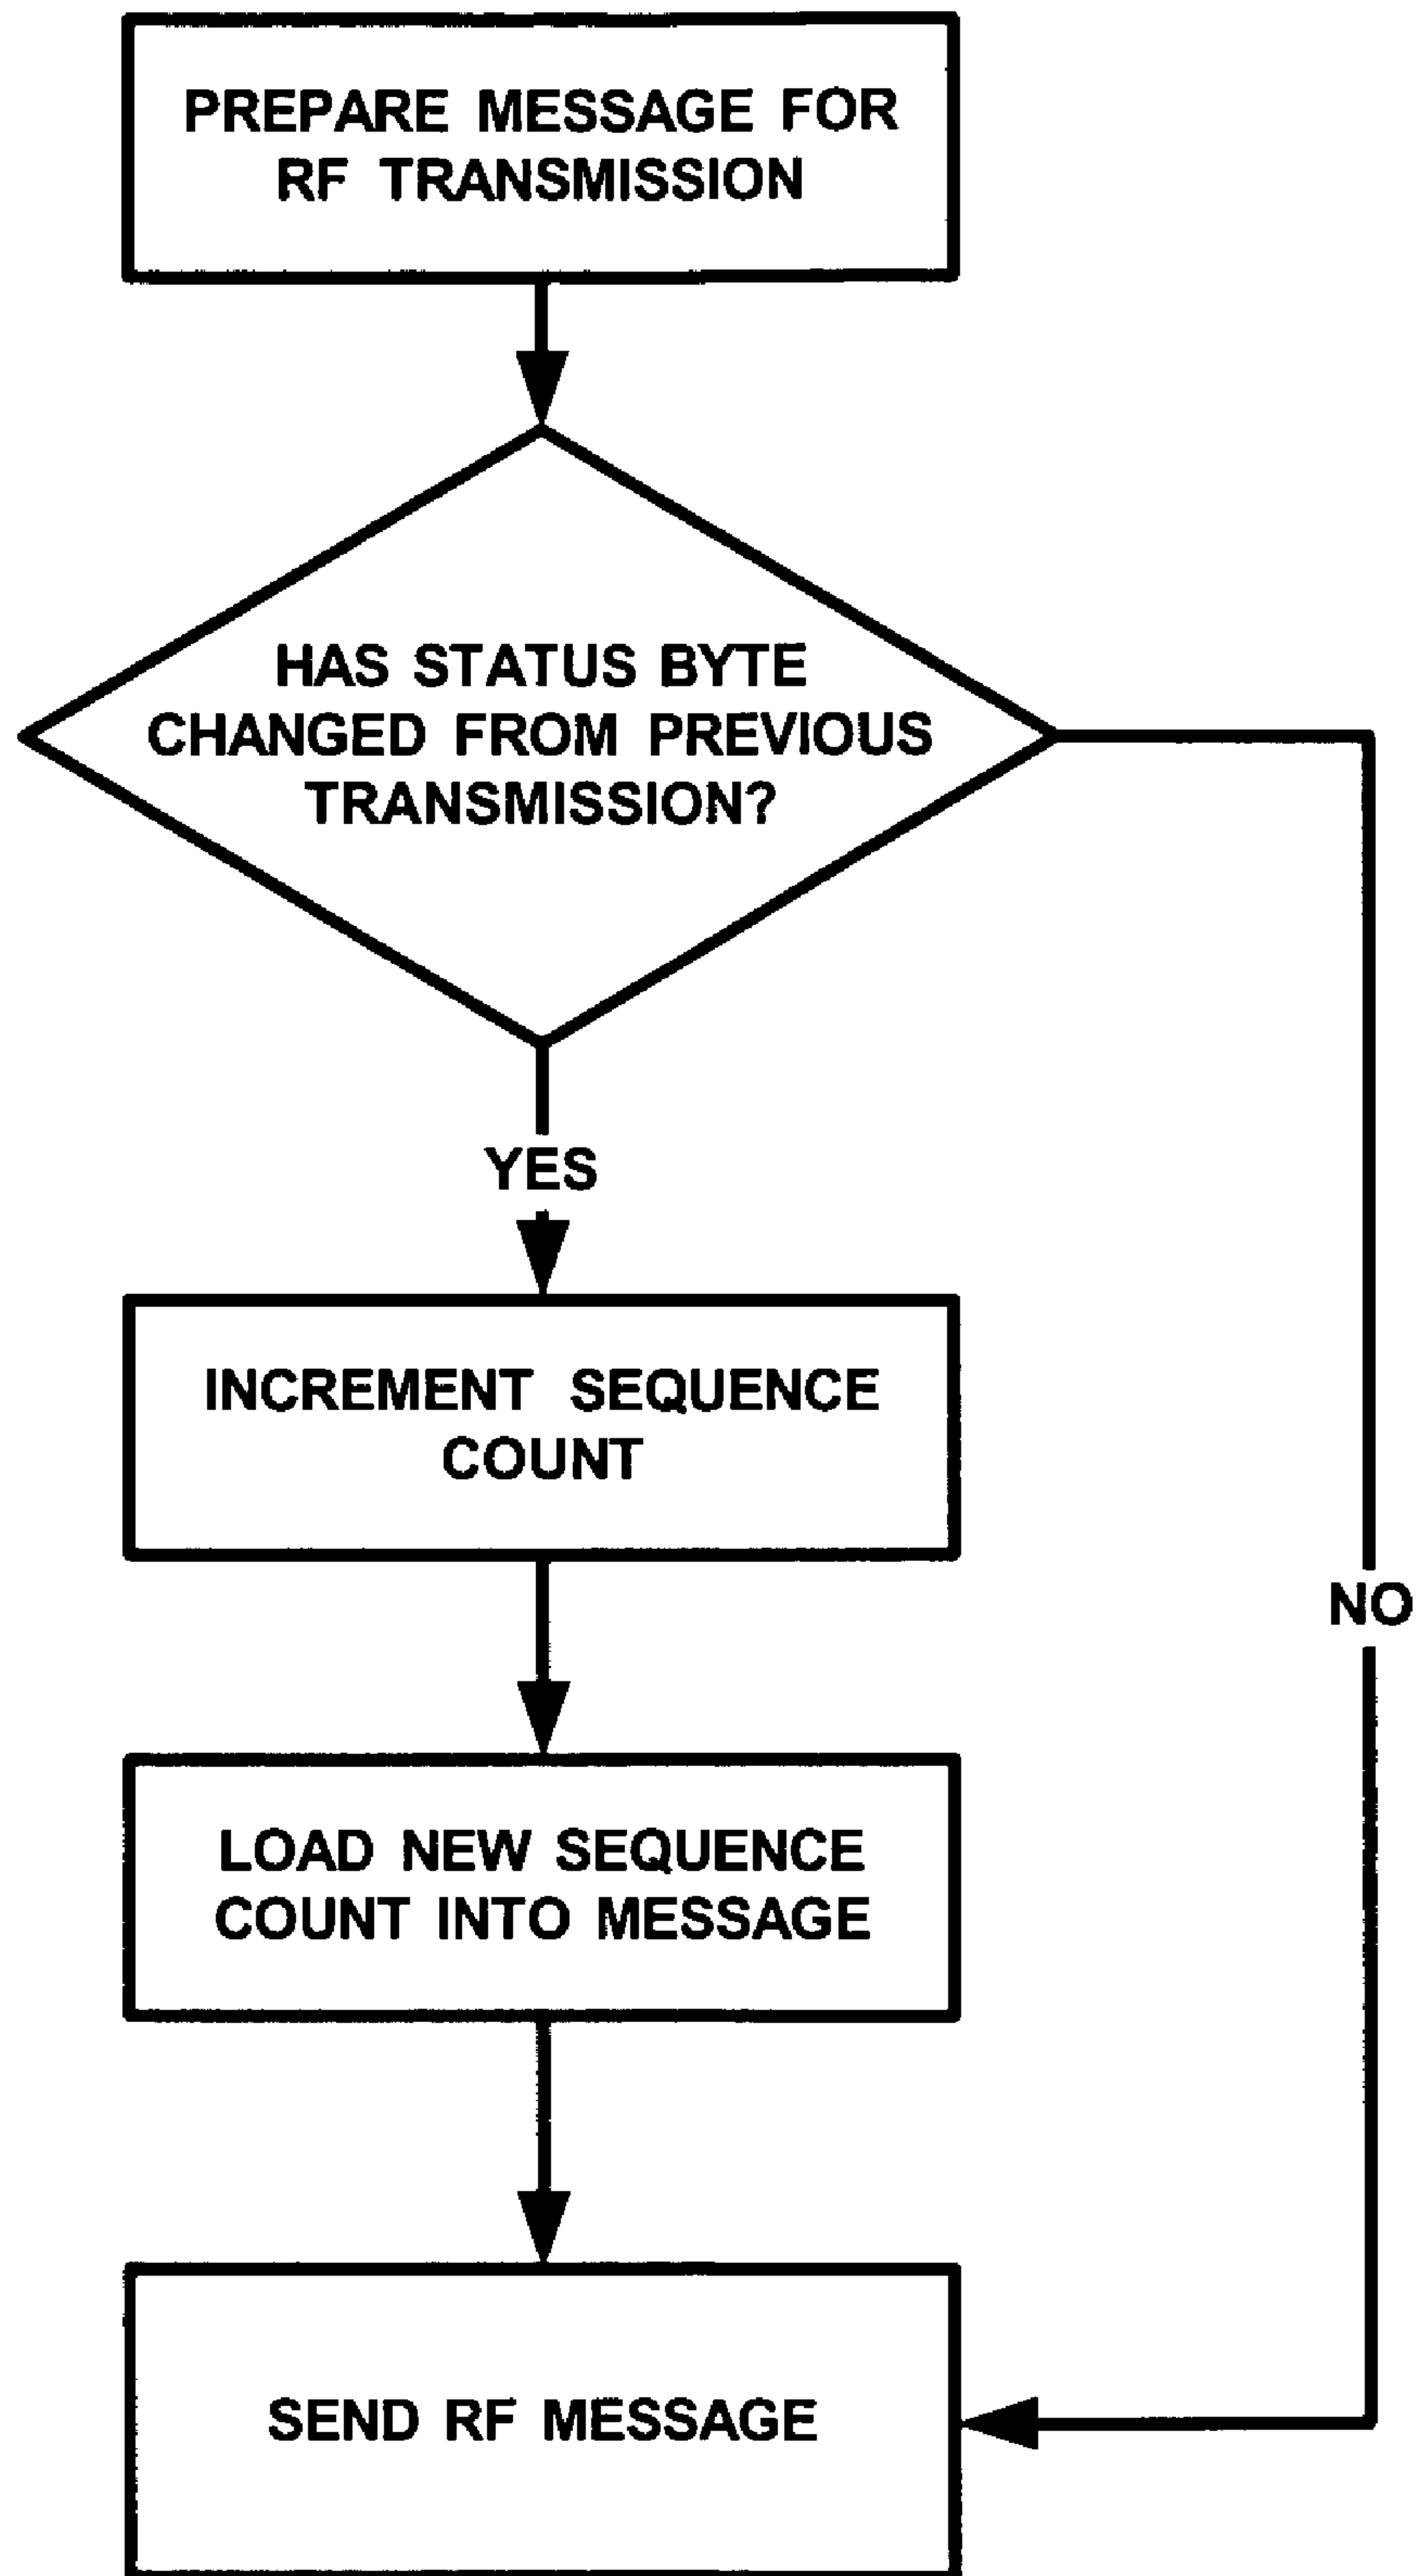 PREPARE MESSAGE FOR
RF TRANSMISSION
HAS STATUS BYTE
CHANGED FROM PREVIOUS
TRANSMISSION?
YES
INCREMENT SEQUENCE
COUNT
NO
LOAD NEW SEQUENCE
COUNT INTO MESSAGE
SEND RF MESSAGE